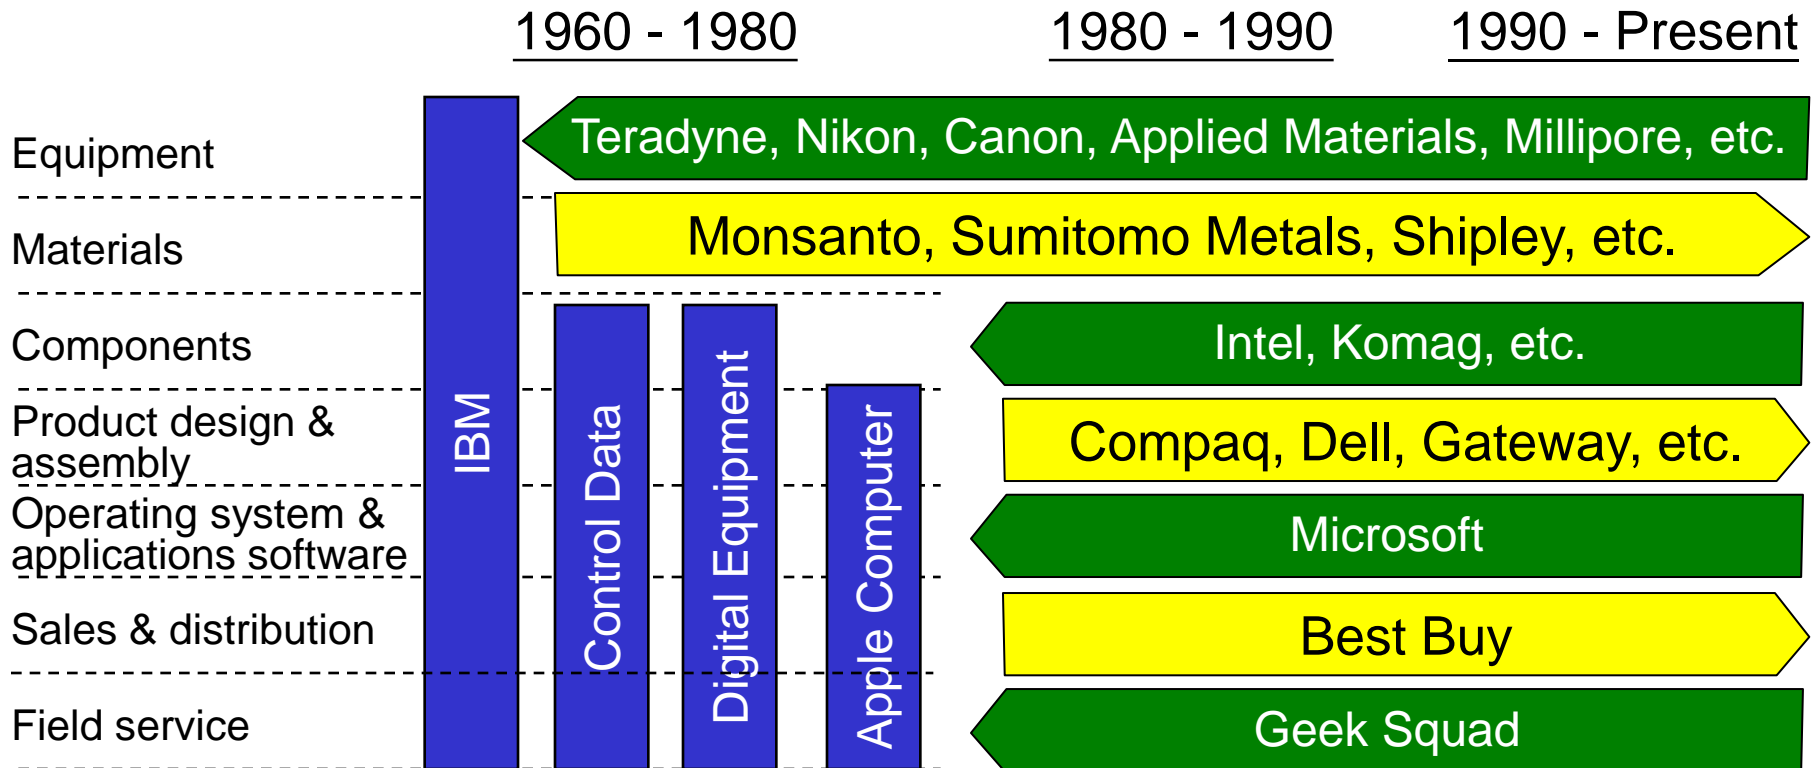 1960 - 1980
1980 - 1990
1990 - Present
Equipment
Teradyne, Nikon, Canon, Applied Materials, Millipore, etc.
Materials
Monsanto, Sumitomo Metals, Shipley, etc.
Components
Intel, Komag, etc.
Product design &
assembly
Compaq, Dell, Gateway, etc.
Operating system &
applications software
Microsoft
Sales & distribution
Best Buy
Field service
Geek Squad
IBM
Control Data
Digital Equipment
Apple Computer